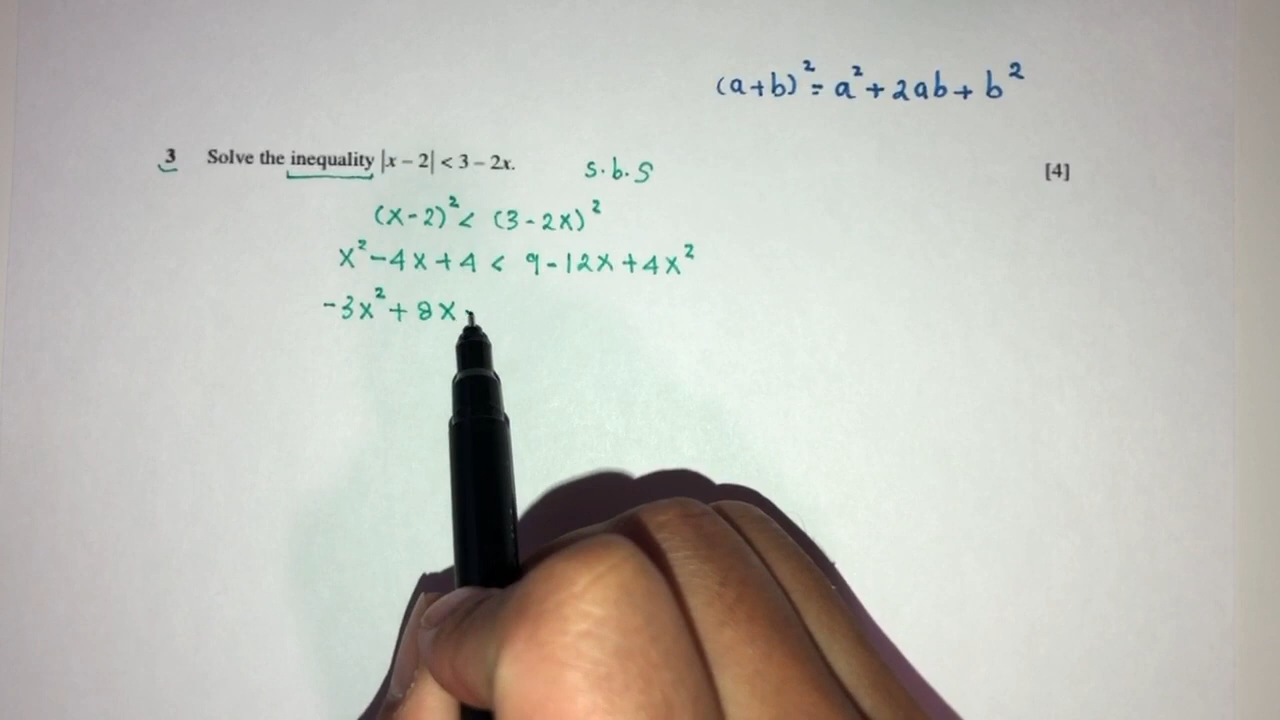 (a+b)² = a² + 2ab + b²
3 Solve the inequality |x − 2| < 3 − 2x. s.b.s [4]
(x-2)² < (3-2x)²
x²-4x+4 < 9-12x+4x²
-3x²+8x